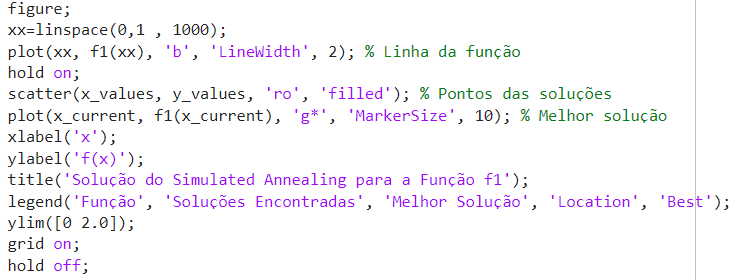 figure;
xx=linspace(0,1 , 1000);
plot(xx, f1(xx), 'b', 'LineWidth', 2); % Linha da função
hold on;
scatter(x_values, y_values, 'ro', 'filled'); % Pontos das soluções
plot(x_current, f1(x_current), 'g*', 'MarkerSize', 10); % Melhor solução
xlabel('x');
ylabel('f(x)');
title('Solução do Simulated Annealing para a Função f1');
legend('Função', 'Soluções Encontradas', 'Melhor Solução', 'Location', 'Best');
ylim([0 2.0]);
grid on;
hold off;